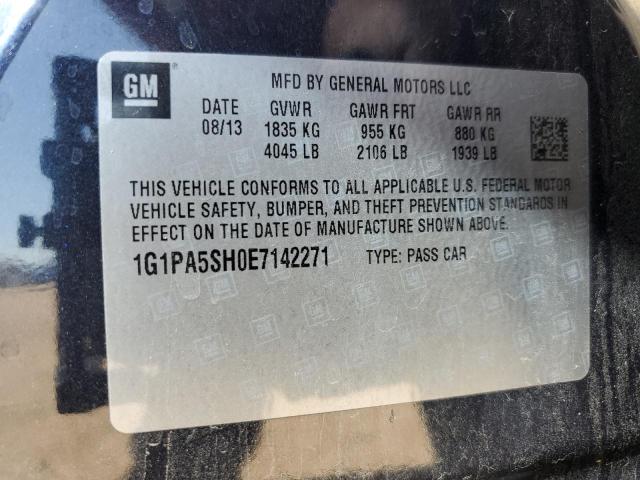 GM
MFD BY GENERAL MOTORS LLC
DATE GVWR GAWR FRT GAWR RR
08/13 1835 KG 955 KG 880 KG
4045 LB 2106 LB 1939 LB
THIS VEHICLE CONFORMS TO ALL APPLICABLE U.S. FEDERAL MOTOR
VEHICLE SAFETY, BUMPER, AND THEFT PREVENTION STANDARDS IN
EFFECT ON THE DATE OF MANUFACTURE SHOWN ABOVE.
1G1PA5SH0E7142271 TYPE: PASS CAR